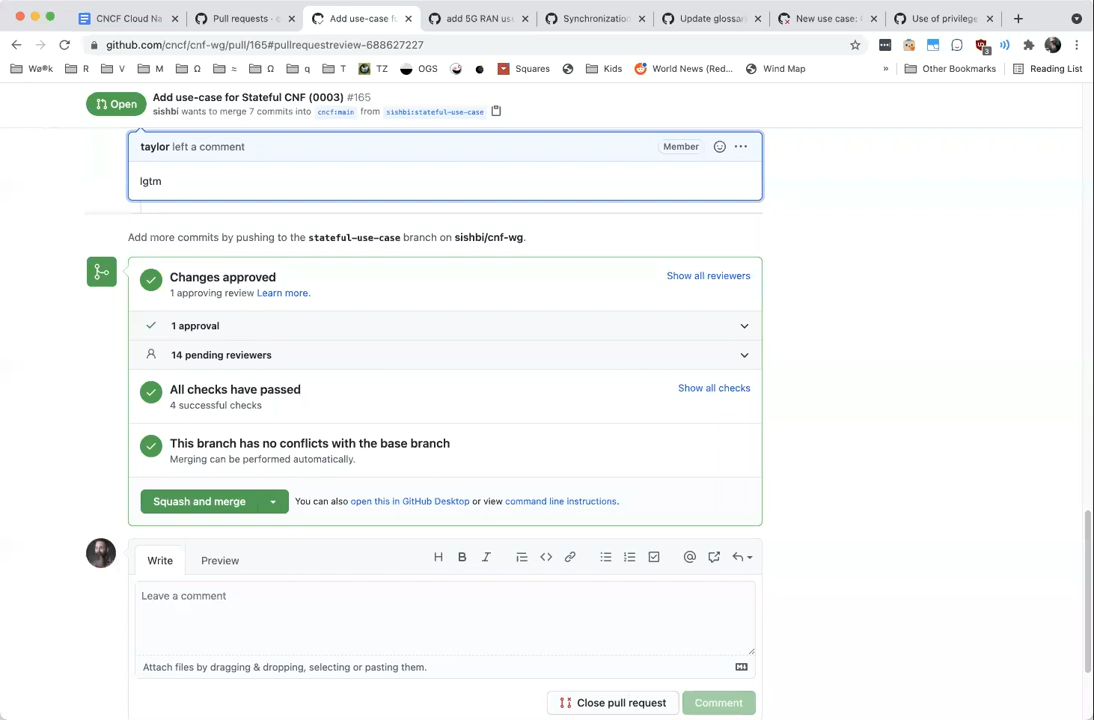 CNCF Cloud Na
Pull requests · c
Add use-case fo
add 5G RAN use
Synchronization
Update glossar
New use case: C
Use of privilege
github.com/cncf/cnf-wg/pull/165#pullrequestreview-688627227
3
Wø®k
R
V
M
Ω
≈
Ω
q
T
TZ
OGS
Squares
Kids
World News (Red...
Wind Map
»
Other Bookmarks
Reading List
Open
Add use-case for Stateful CNF (0003) #165
sishbi wants to merge 7 commits into cncf:main from sishbi:stateful-use-case
taylor left a comment
Member
lgtm
Add more commits by pushing to the stateful-use-case branch on sishbi/cnf-wg.
Changes approved
Show all reviewers
1 approving review Learn more.
1 approval
14 pending reviewers
All checks have passed
Show all checks
4 successful checks
This branch has no conflicts with the base branch
Merging can be performed automatically.
Squash and merge
You can also open this in GitHub Desktop or view command line instructions.
Write
Preview
Leave a comment
Attach files by dragging & dropping, selecting or pasting them.
Close pull request
Comment